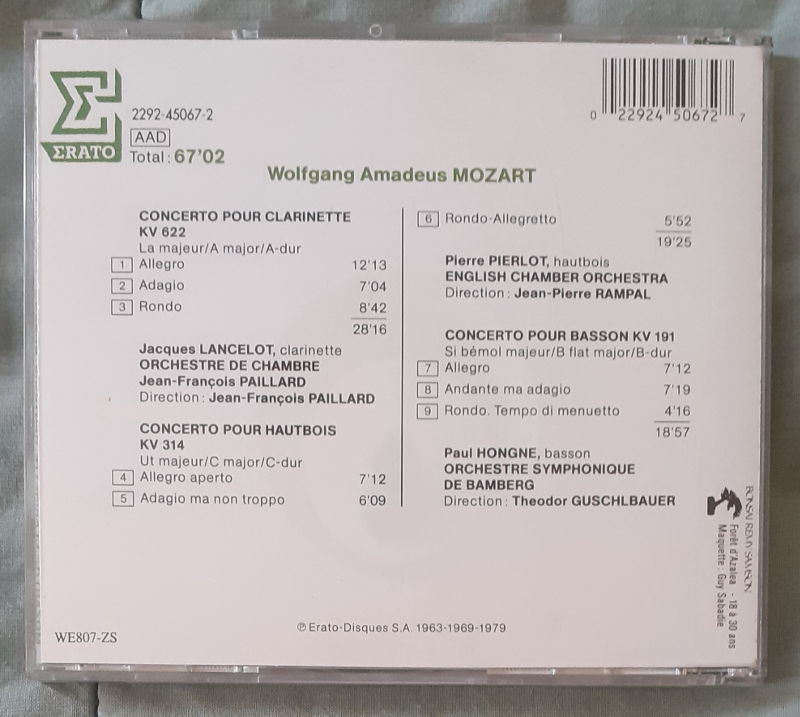 2292-45067-2
AAD
Total : 67'02
ΣRATO
0 22924 50672 7
Wolfgang Amadeus MOZART
CONCERTO POUR CLARINETTE
KV 622
La majeur/A major/A-dur
1 Allegro 12'13
2 Adagio 7'04
3 Rondo 8'42
28'16
Jacques LANCELOT, clarinette
ORCHESTRE DE CHAMBRE
Jean-François PAILLARD
Direction : Jean-François PAILLARD
CONCERTO POUR HAUTBOIS
KV 314
Ut majeur/C major/C-dur
4 Allegro aperto 7'12
5 Adagio ma non troppo 6'09
6 Rondo-Allegretto 5'52
19'25
Pierre PIERLOT, hautbois
ENGLISH CHAMBER ORCHESTRA
Direction : Jean-Pierre RAMPAL
CONCERTO POUR BASSON KV 191
Si bémol majeur/B flat major/B-dur
7 Allegro 7'12
8 Andante ma adagio 7'19
9 Rondo. Tempo di menuetto 4'16
18'57
Paul HONGNE, basson
ORCHESTRE SYMPHONIQUE
DE BAMBERG
Direction : Theodor GUSCHLBAUER
BONSAI REMY SAMSON
Forêt d'Azalea - 18 à 30 ans
Maquette : Guy Sabadie
℗ Erato-Disques S.A. 1963-1969-1979
WE807-ZS